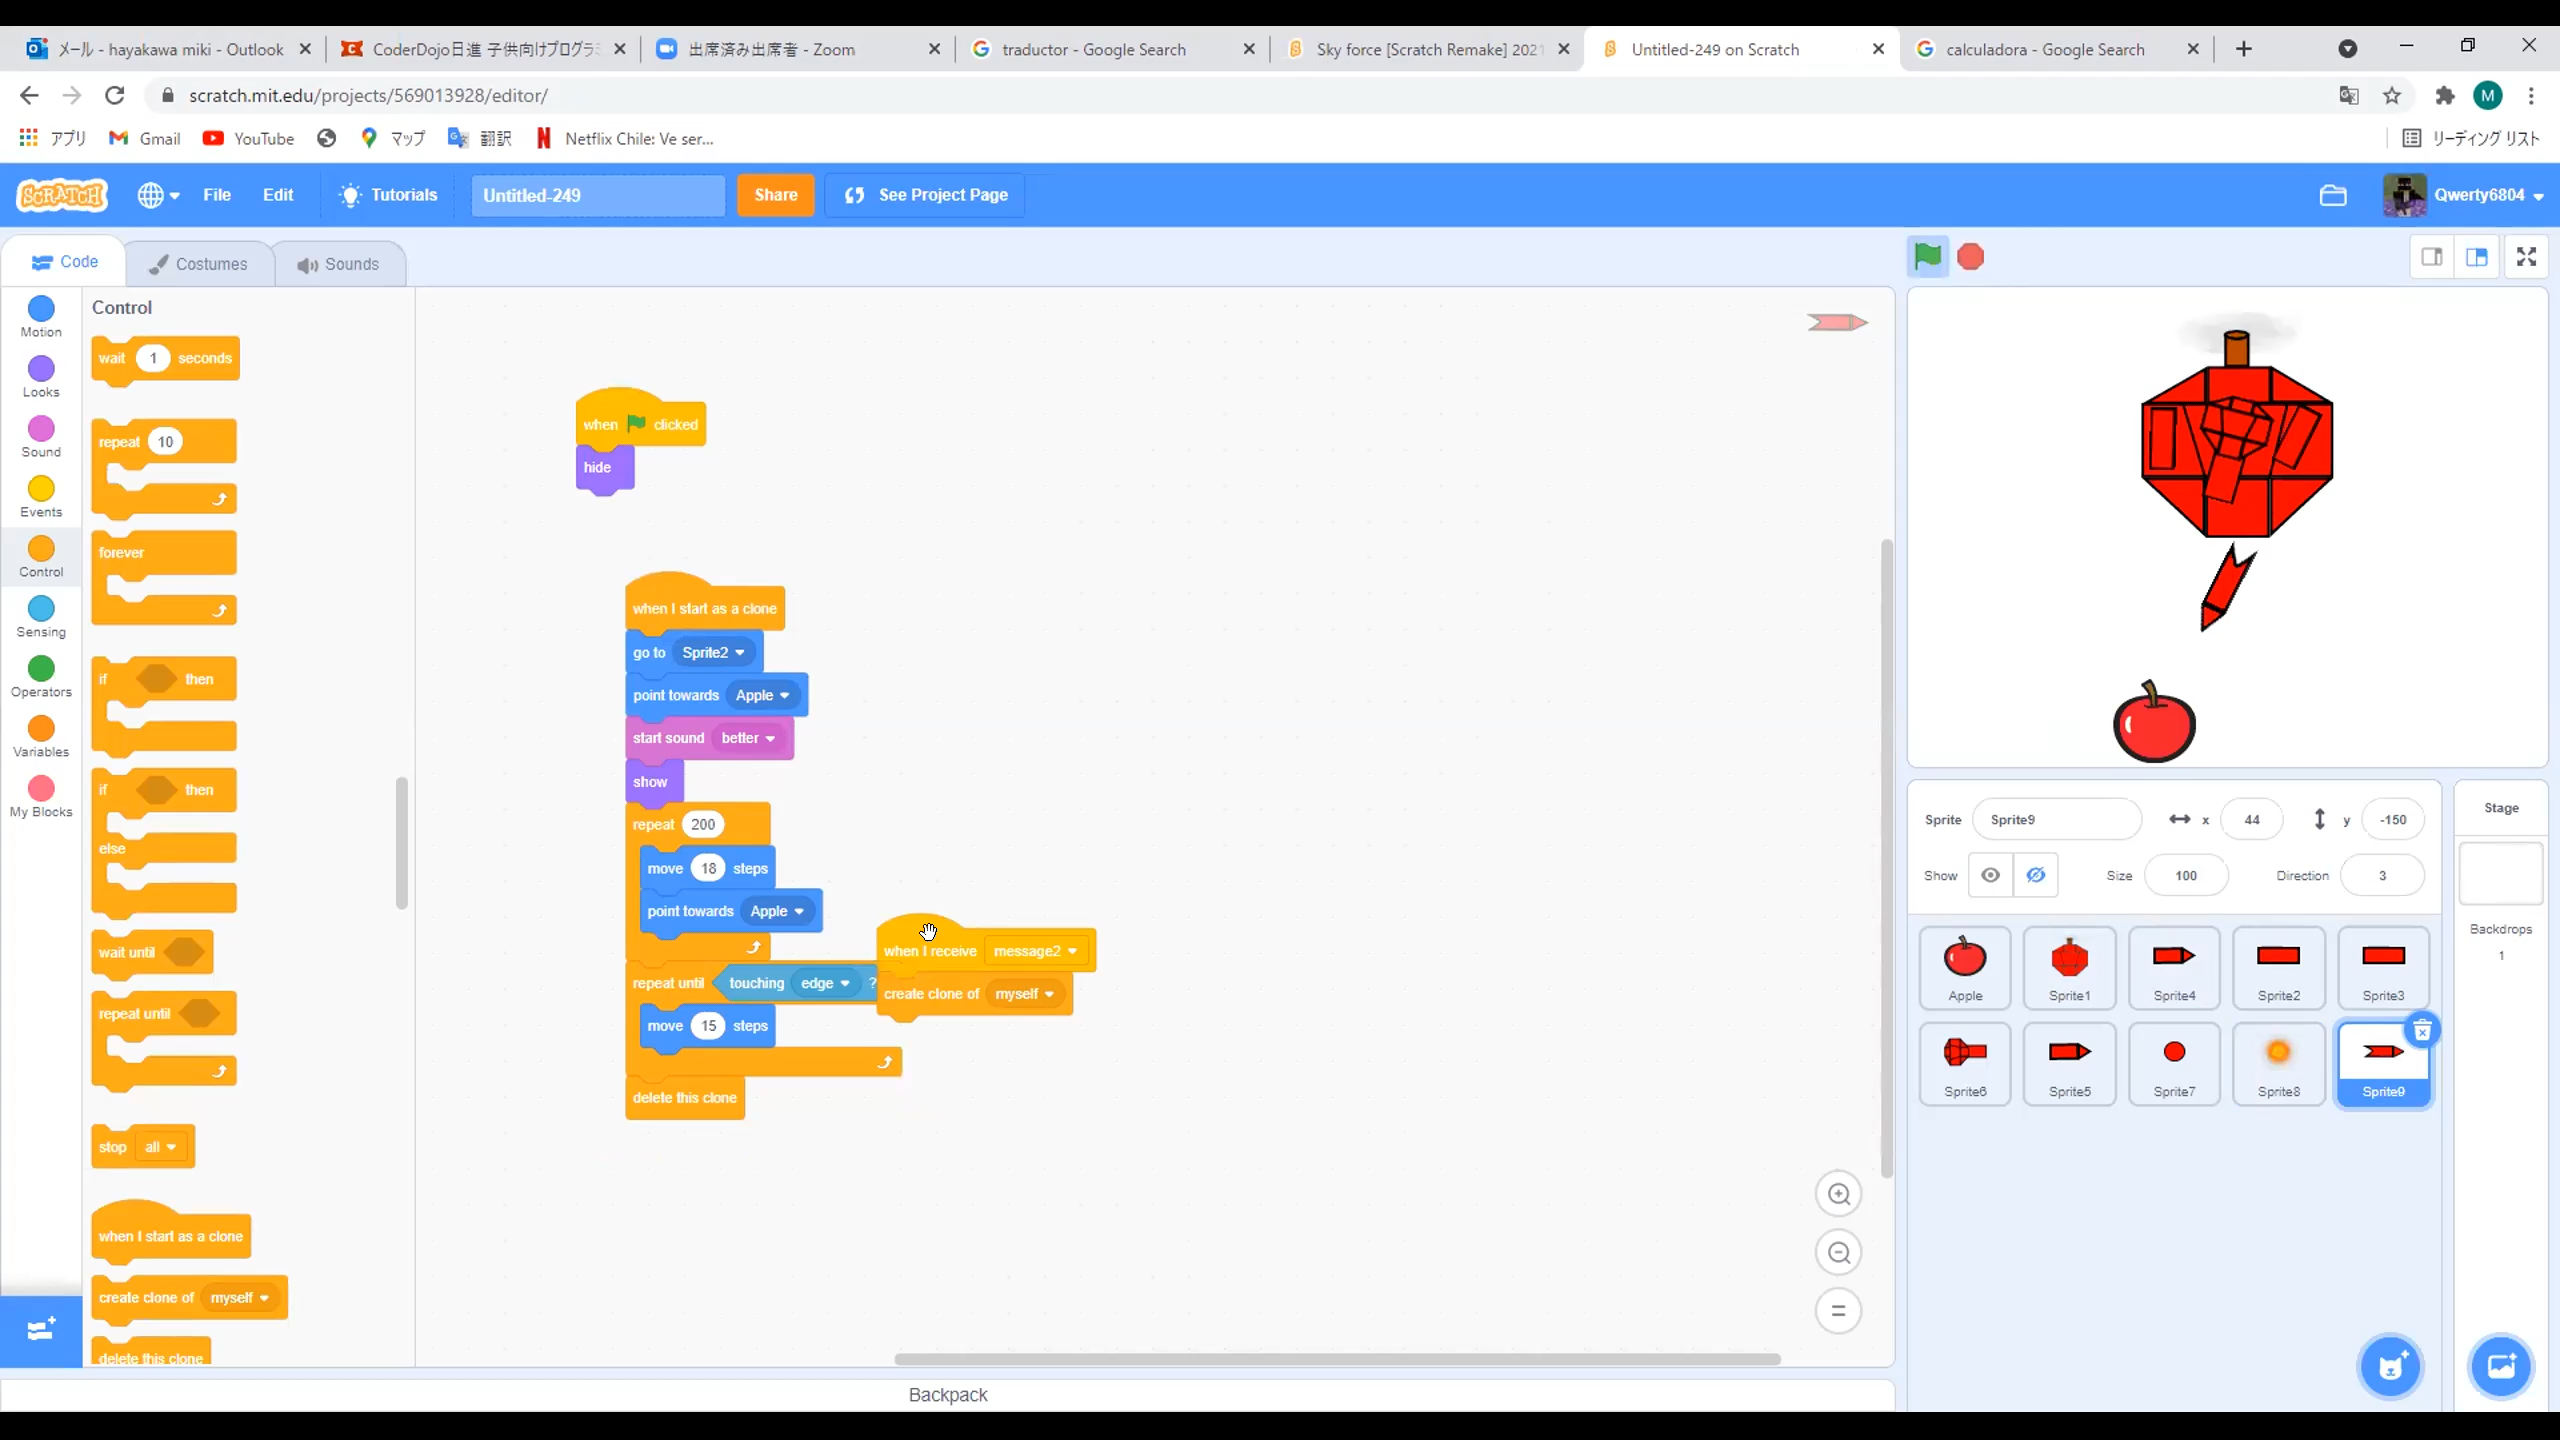 メール - hayakawa miki - Outlook
CoderDojo日進 子供向けプログラミ
出席済み出席者 - Zoom
traductor - Google Search
Sky force [Scratch Remake] 2021
Untitled-249 on Scratch
calculadora - Google Search
scratch.mit.edu/projects/569013928/editor/
M
アプリ
Gmail
YouTube
マップ
翻訳
Netflix Chile: Ve ser...
リーディング リスト
SCRATCH
File
Edit
Tutorials
Untitled-249
Share
See Project Page
Qwerty6804
Code
Costumes
Sounds
Motion
Looks
Sound
Events
Control
Sensing
Operators
Variables
My Blocks
Control
wait 1 seconds
repeat 10
forever
if then
if then
else
wait until
repeat until
stop all
when I start as a clone
create clone of myself
delete this clone
when clicked
hide
when I start as a clone
go to Sprite2
point towards Apple
start sound better
show
repeat 200
move 18 steps
point towards Apple
repeat until touching edge ?
move 15 steps
delete this clone
when I receive message2
create clone of myself
Sprite Sprite9 x 44 y -150
Show Size 100 Direction 3
Apple
Sprite1
Sprite4
Sprite2
Sprite3
Sprite6
Sprite5
Sprite7
Sprite8
Sprite9
Stage
Backdrops
1
Backpack